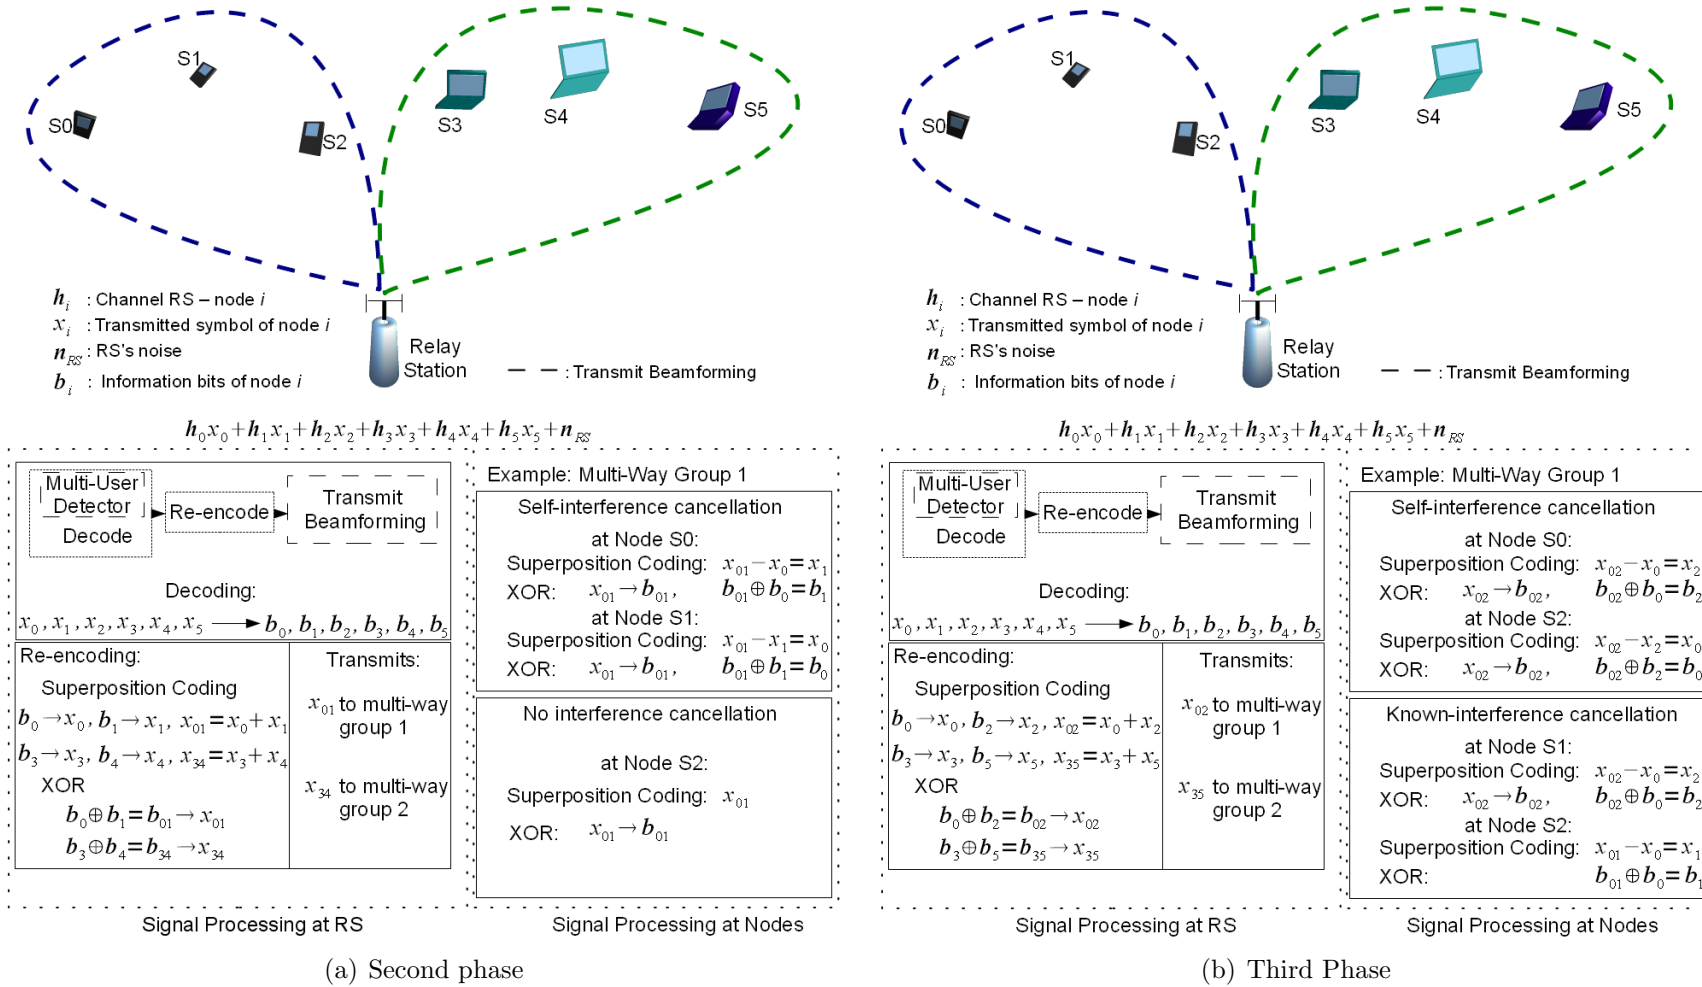 S1
S0
S2
S3
S4
S5
h_i : Channel RS – node i
x_i : Transmitted symbol of node i
n_RS : RS's noise
b_i : Information bits of node i
Relay
Station
— — : Transmit Beamforming
h_0x_0+h_1x_1+h_2x_2+h_3x_3+h_4x_4+h_5x_5+n_RS
Multi-User
Detector
Decode
Re-encode
Transmit
Beamforming
Decoding:
x_0, x_1, x_2, x_3, x_4, x_5 → b_0, b_1, b_2, b_3, b_4, b_5
Re-encoding:
Superposition Coding
b_0→x_0, b_1→x_1, x_01=x_0+x_1
b_3→x_3, b_4→x_4, x_34=x_3+x_4
XOR
b_0⊕b_1=b_01→x_01
b_3⊕b_4=b_34→x_34
Transmits:
x_01 to multi-way
group 1
x_34 to multi-way
group 2
Signal Processing at RS
Example: Multi-Way Group 1
Self-interference cancellation
at Node S0:
Superposition Coding: x_01−x_0=x_1
XOR: x_01→b_01, b_01⊕b_0=b_1
at Node S1:
Superposition Coding: x_01−x_1=x_0
XOR: x_01→b_01, b_01⊕b_1=b_0
No interference cancellation
at Node S2:
Superposition Coding: x_01
XOR: x_01→b_01
Signal Processing at Nodes
(a) Second phase
S1
S0
S2
S3
S4
S5
h_i : Channel RS – node i
x_i : Transmitted symbol of node i
n_RS : RS's noise
b_i : Information bits of node i
Relay
Station
— — : Transmit Beamforming
h_0x_0+h_1x_1+h_2x_2+h_3x_3+h_4x_4+h_5x_5+n_RS
Multi-User
Detector
Decode
Re-encode
Transmit
Beamforming
Decoding:
x_0, x_1, x_2, x_3, x_4, x_5 → b_0, b_1, b_2, b_3, b_4, b_5
Re-encoding:
Superposition Coding
b_0→x_0, b_2→x_2, x_02=x_0+x_2
b_3→x_3, b_5→x_5, x_35=x_3+x_5
XOR
b_0⊕b_2=b_02→x_02
b_3⊕b_5=b_35→x_35
Transmits:
x_02 to multi-way
group 1
x_35 to multi-way
group 2
Signal Processing at RS
Example: Multi-Way Group 1
Self-interference cancellation
at Node S0:
Superposition Coding: x_02−x_0=x_2
XOR: x_02→b_02, b_02⊕b_0=b_2
at Node S2:
Superposition Coding: x_02−x_2=x_0
XOR: x_02→b_02, b_02⊕b_2=b_0
Known-interference cancellation
at Node S1:
Superposition Coding: x_02−x_0=x_2
XOR: x_02→b_02, b_02⊕b_0=b_2
at Node S2:
Superposition Coding: x_01−x_0=x_1
XOR: b_01⊕b_0=b_1
Signal Processing at Nodes
(b) Third Phase